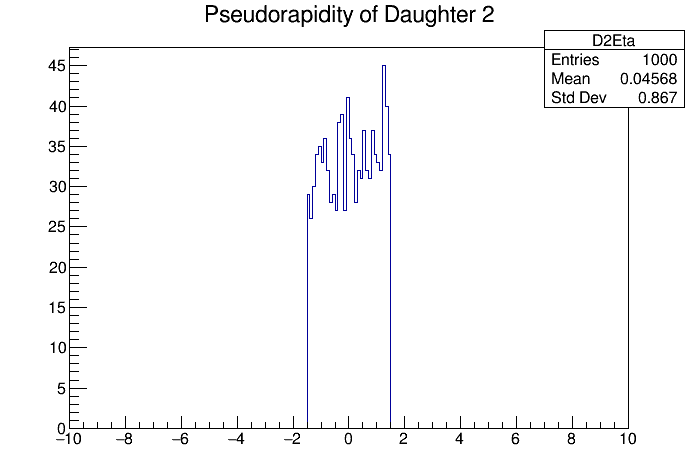 Pseudorapidity of Daughter 2
D2Eta
Entries 1000
Mean 0.04568
Std Dev 0.867
45
40
35
30
25
20
15
10
5
0
−10 −8 −6 −4 −2 0 2 4 6 8 10